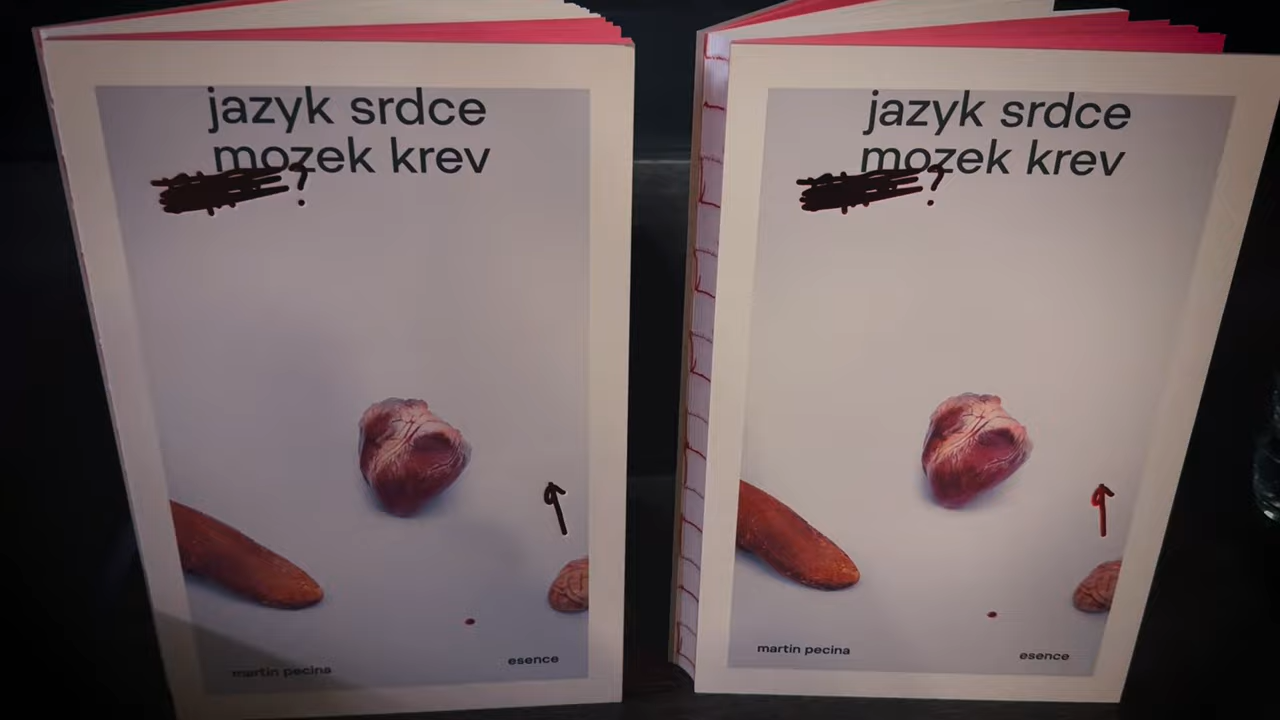 jazyk srdce
mozek krev
?
martin pecina
esence
jazyk srdce
mozek krev
?
martin pecina
esence